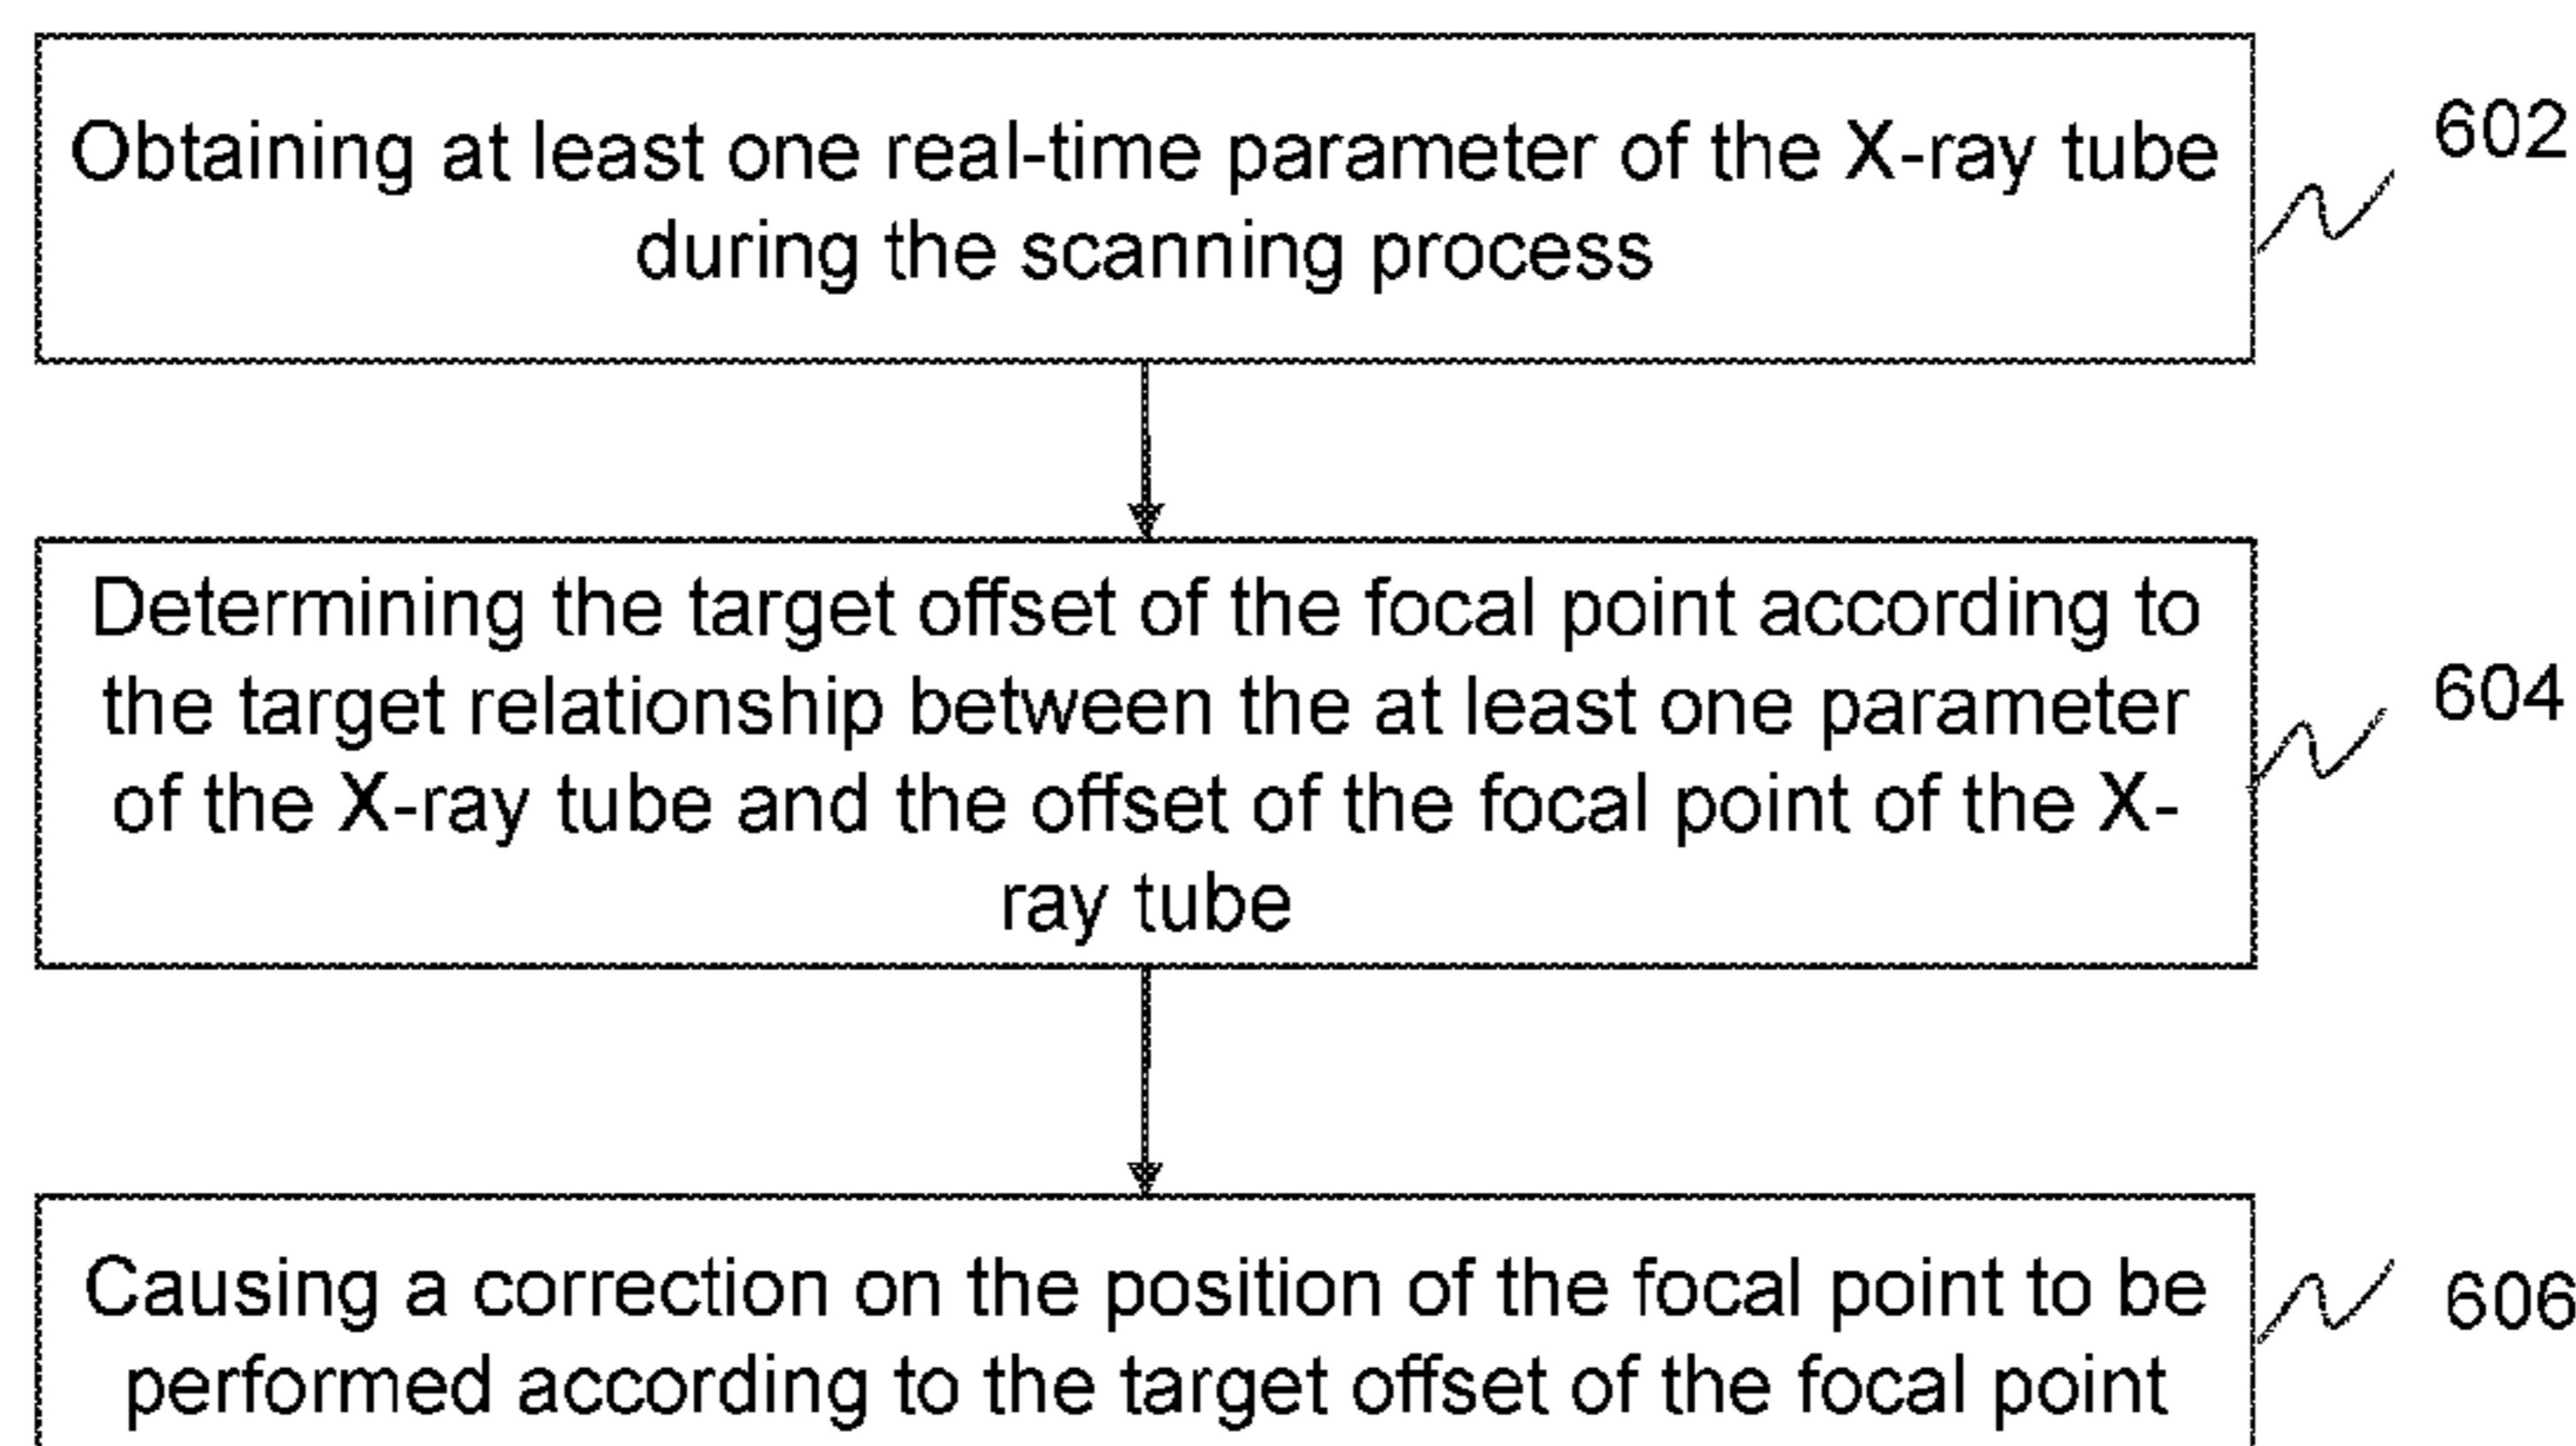 Obtaining at least one real-time parameter of the X-ray tube
during the scanning process
602
Determining the target offset of the focal point according to
the target relationship between the at least one parameter
of the X-ray tube and the offset of the focal point of the X-
ray tube
604
Causing a correction on the position of the focal point to be
performed according to the target offset of the focal point
606